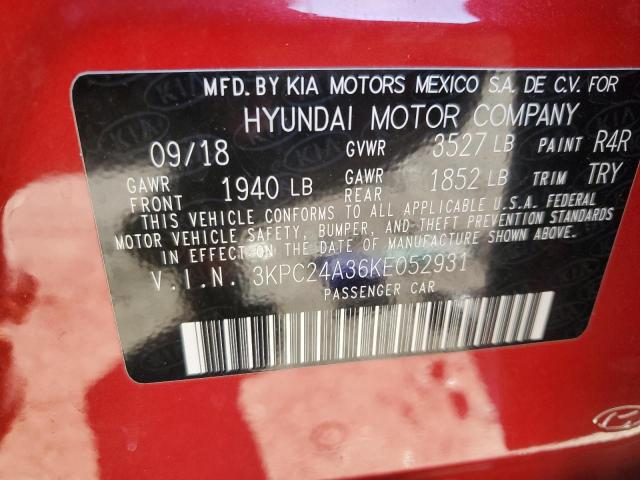 MFD. BY KIA MOTORS MEXICO S.A. DE C.V. FOR
HYUNDAI MOTOR COMPANY
09/18 GVWR 3527 LB PAINT R4R
GAWR FRONT 1940 LB GAWR REAR 1852 LB TRIM TRY
THIS VEHICLE CONFORMS TO ALL APPLICABLE U.S.A. FEDERAL
MOTOR VEHICLE SAFETY, BUMPER, AND THEFT PREVENTION STANDARDS
IN EFFECT ON THE DATE OF MANUFACTURE SHOWN ABOVE.
V.I.N. 3KPC24A36KE052931
PASSENGER CAR